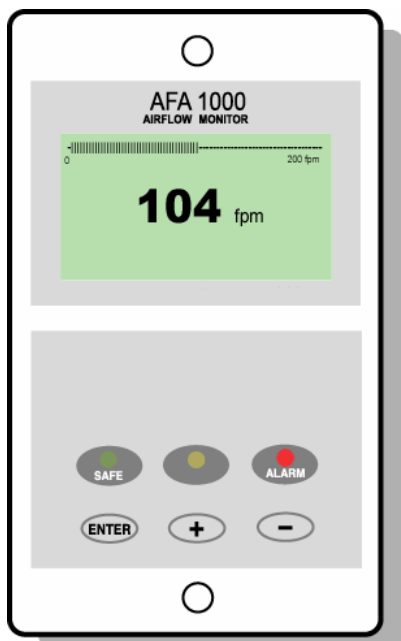 AFA 1000
AIRFLOW MONITOR
0 200 fpm
104 fpm
SAFE ALARM
ENTER + -